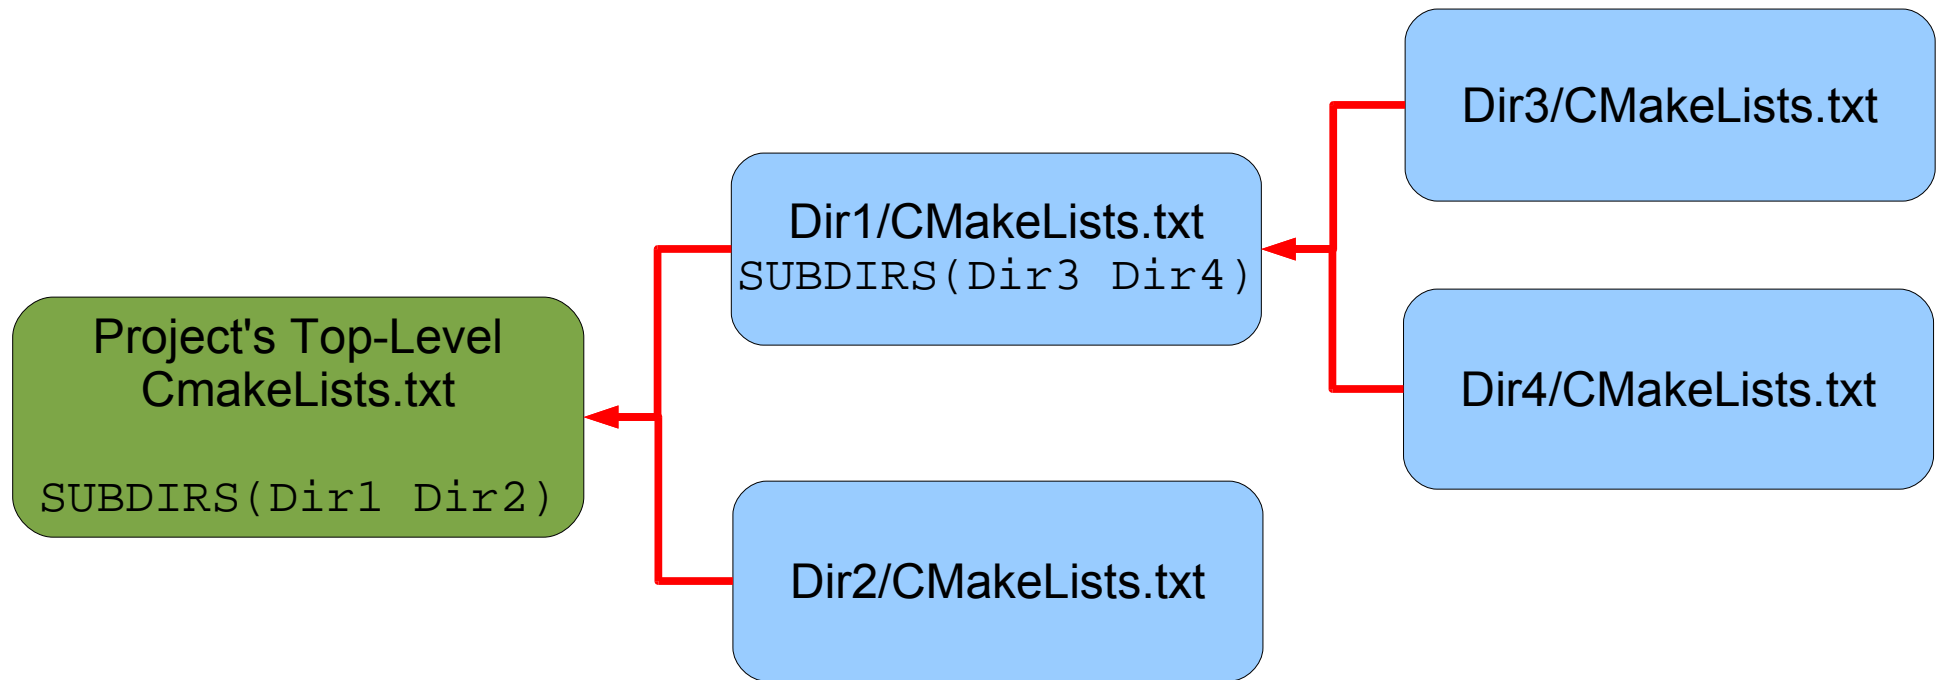 Project's Top-Level
CmakeLists.txt
SUBDIRS(Dir1 Dir2)
Dir1/CMakeLists.txt
SUBDIRS(Dir3 Dir4)
Dir2/CMakeLists.txt
Dir3/CMakeLists.txt
Dir4/CMakeLists.txt